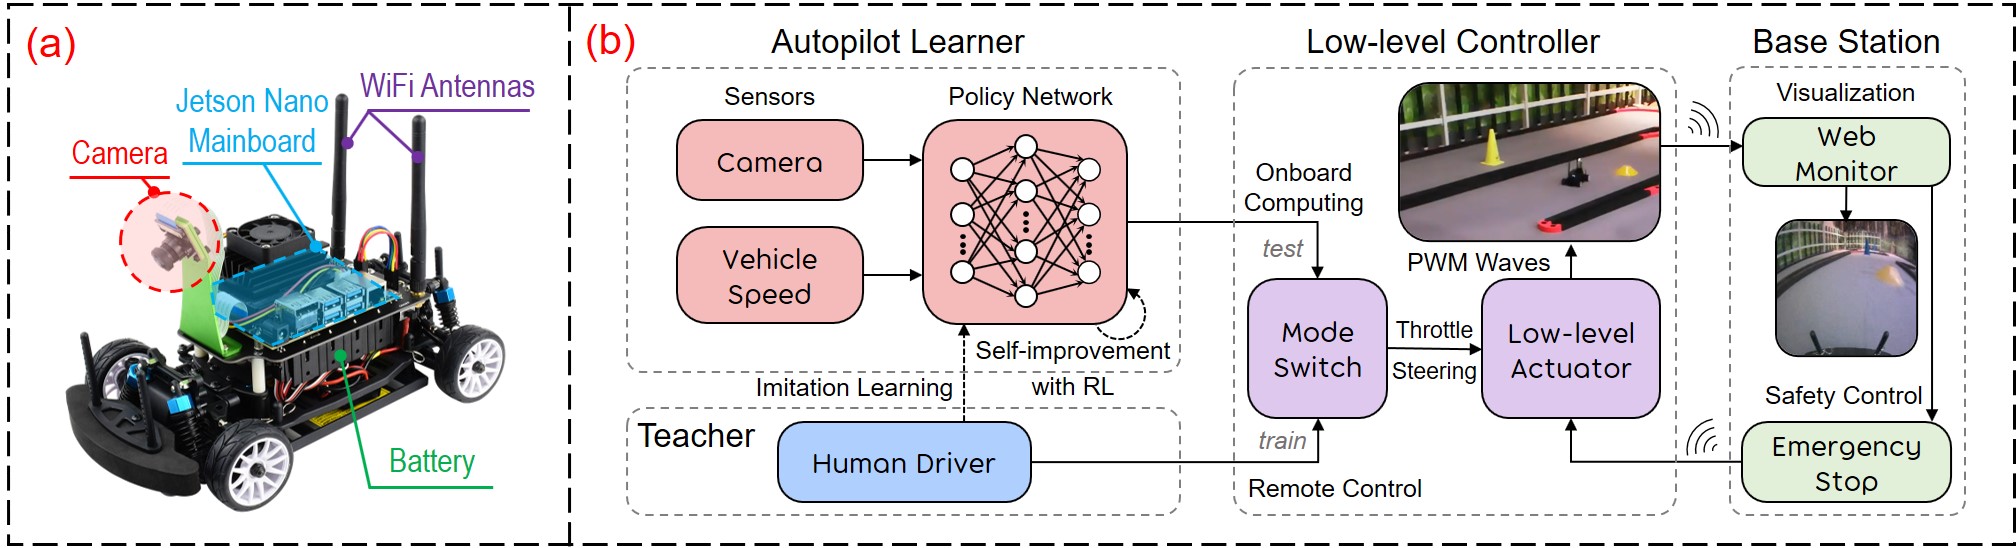 (a)
WiFi Antennas
Jetson Nano
Mainboard
Camera
Battery
(b)
Autopilot Learner
Sensors
Policy Network
Camera
Vehicle
Speed
Self-improvement
with RL
Imitation Learning
Teacher
Human Driver
Low-level Controller
Onboard
Computing
test
PWM Waves
Mode
Switch
Throttle
Steering
Low-level
Actuator
train
Remote Control
Base Station
Visualization
Web
Monitor
Safety Control
Emergency
Stop